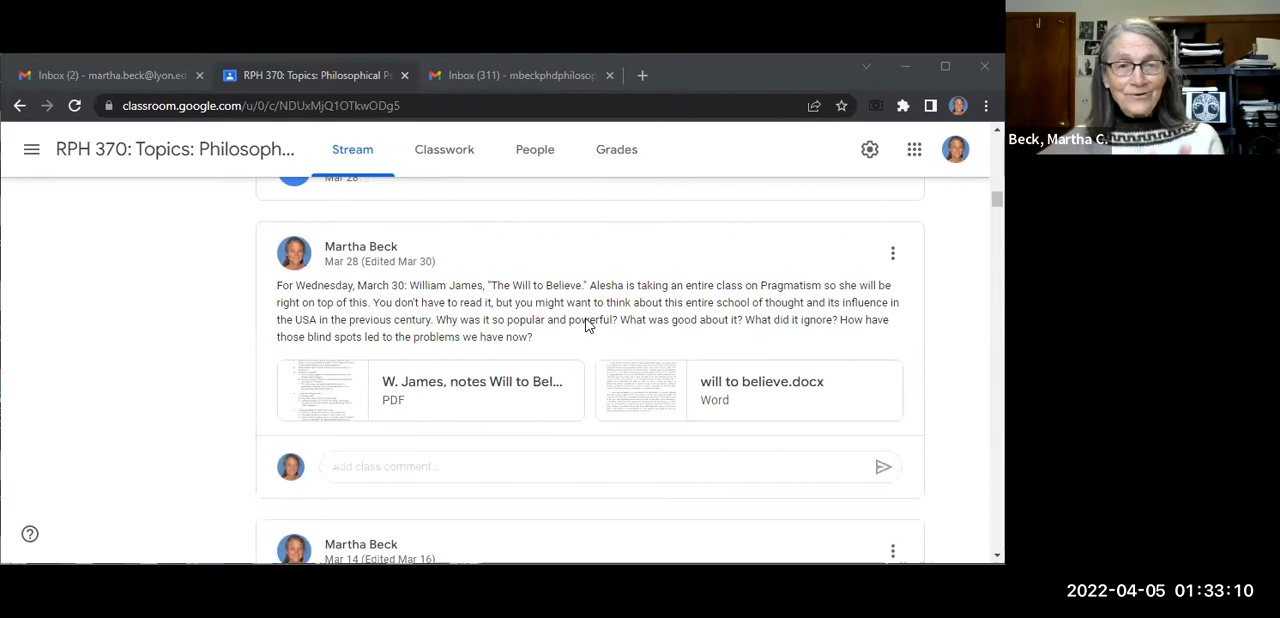 Inbox (2) - martha.beck@lyon.ed
RPH 370: Topics: Philosophical Pa
Inbox (311) - mbeckphdphilosop
classroom.google.com/u/0/c/NDUxMjQ1OTkwODg5
RPH 370: Topics: Philosoph...
Stream
Classwork
People
Grades
Beck, Martha C.
Mar 28
Martha Beck
Mar 28 (Edited Mar 30)
For Wednesday, March 30: William James, "The Will to Believe." Alesha is taking an entire class on Pragmatism so she will be
right on top of this. You don't have to read it, but you might want to think about this entire school of thought and its influence in
the USA in the previous century. Why was it so popular and powerful? What was good about it? What did it ignore? How have
those blind spots led to the problems we have now?
W. James, notes Will to Bel...
PDF
will to believe.docx
Word
Add class comment...
Martha Beck
Mar 14 (Edited Mar 16)
2022-04-05 01:33:10